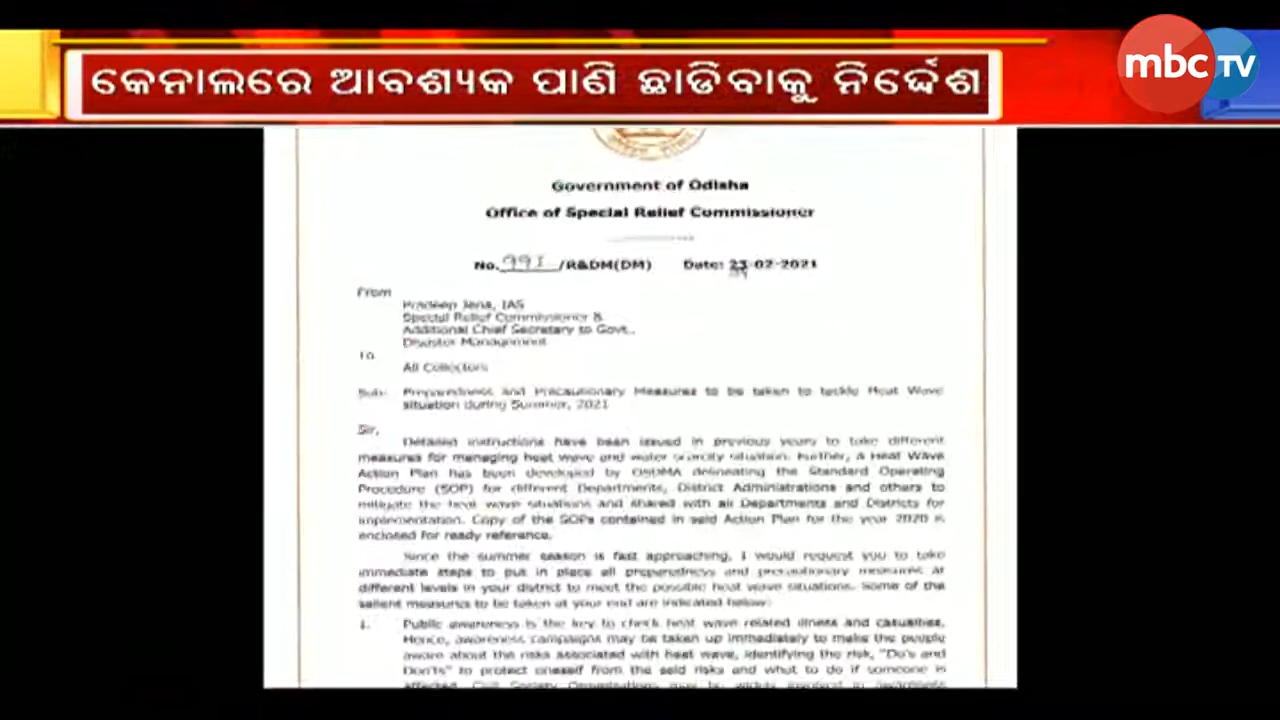 କେନାଲରେ ଆବଶ୍ୟକ ପାଣି ଛାଡିବାକୁ ନିର୍ଦ୍ଦେଶ
mbc TV
Government of Odisha
Office of Special Relief Commissioner
No. 991 /R&DM(DM) Date: 23-02-2021
From
Pradeep Jena, IAS
Special Relief Commissioner &
Additional Chief Secretary to Govt.,
Disaster Management
To
All Collectors
Sub: Preparedness and Precautionary Measures to be taken to tackle Heat Wave
situation during Summer, 2021
Sir,
Detailed instructions have been issued in previous years to take different
measures for managing heat wave and water scarcity situation. Further, a Heat Wave
Action Plan has been developed by OSDMA delineating the Standard Operating
Procedure (SOP) for different Departments, District Administrations and others to
mitigate the heat wave situations and shared with all Departments and Districts for
implementation. Copy of the SOPs contained in said Action Plan for the year 2020 is
enclosed for ready reference.
Since the summer season is fast approaching, I would request you to take
immediate steps to put in place all preparedness and precautionary measures at
different levels in your district to meet the possible heat wave situations. Some of the
salient measures to be taken at your end are indicated below:
1. Public awareness is the key to check heat wave related illness and casualties.
Hence, awareness campaigns may be taken up immediately to make the people
aware about the risks associated with heat wave, identifying the risk, "Do's and
Don'ts" to protect oneself from the said risks and what to do if someone is
affected. Civil Society Organisations may be widely involved in awareness